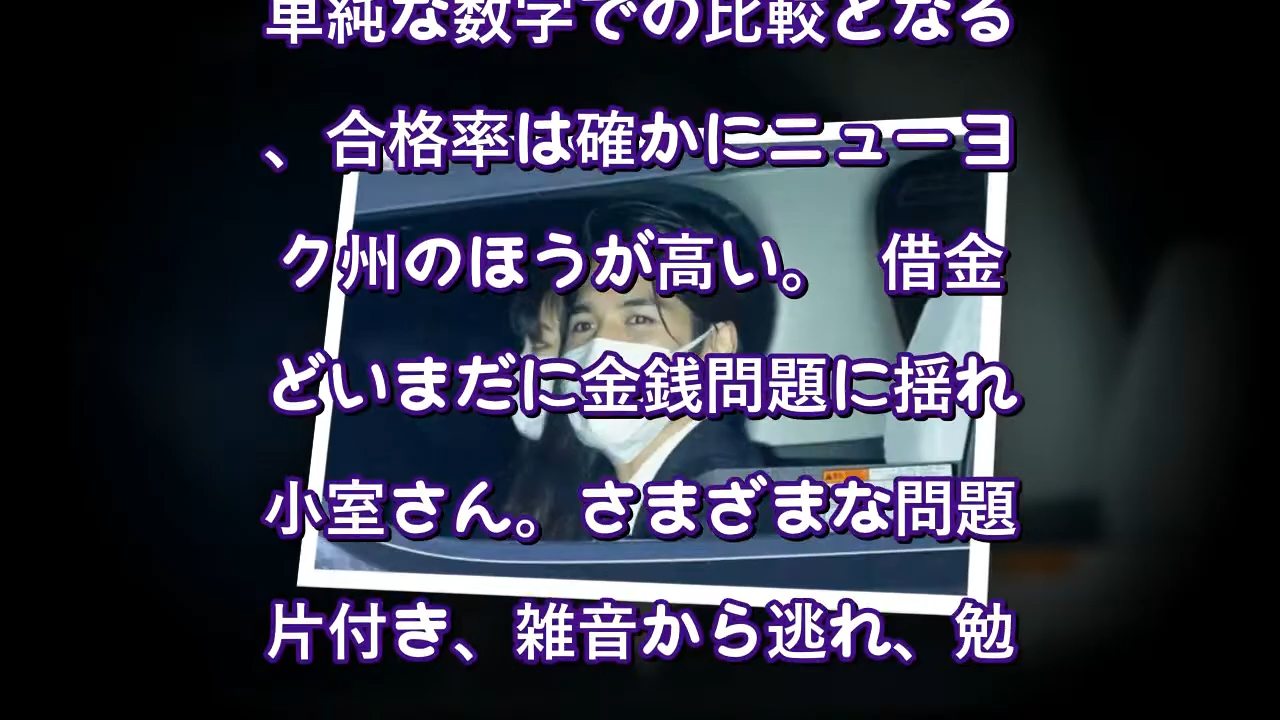 単純な数字での比較となる
、合格率は確かにニューヨ
ク州のほうが高い。　借金
どいまだに金銭問題に揺れ
小室さん。さまざまな問題
片付き、雑音から逃れ、勉